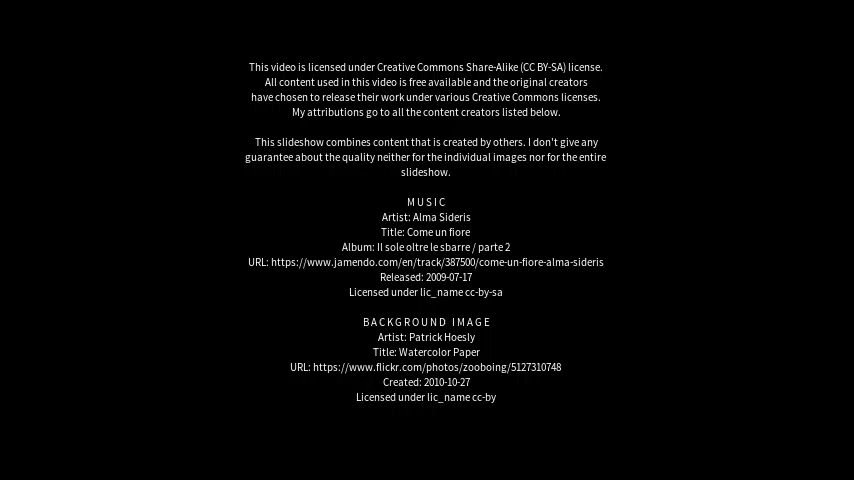 This video is licensed under Creative Commons Share-Alike (CC BY-SA) license.
All content used in this video is free available and the original creators
have chosen to release their work under various Creative Commons licenses.
My attributions go to all the content creators listed below.
This slideshow combines content that is created by others. I don't give any
guarantee about the quality neither for the individual images nor for the entire
slideshow.
MUSIC
Artist: Alma Sideris
Title: Come un fiore
Album: Il sole oltre le sbarre / parte 2
URL: https://www.jamendo.com/en/track/387500/come-un-fiore-alma-sideris
Released: 2009-07-17
Licensed under lic_name cc-by-sa
BACKGROUND IMAGE
Artist: Patrick Hoesly
Title: Watercolor Paper
URL: https://www.flickr.com/photos/zooboing/5127310748
Created: 2010-10-27
Licensed under lic_name cc-by